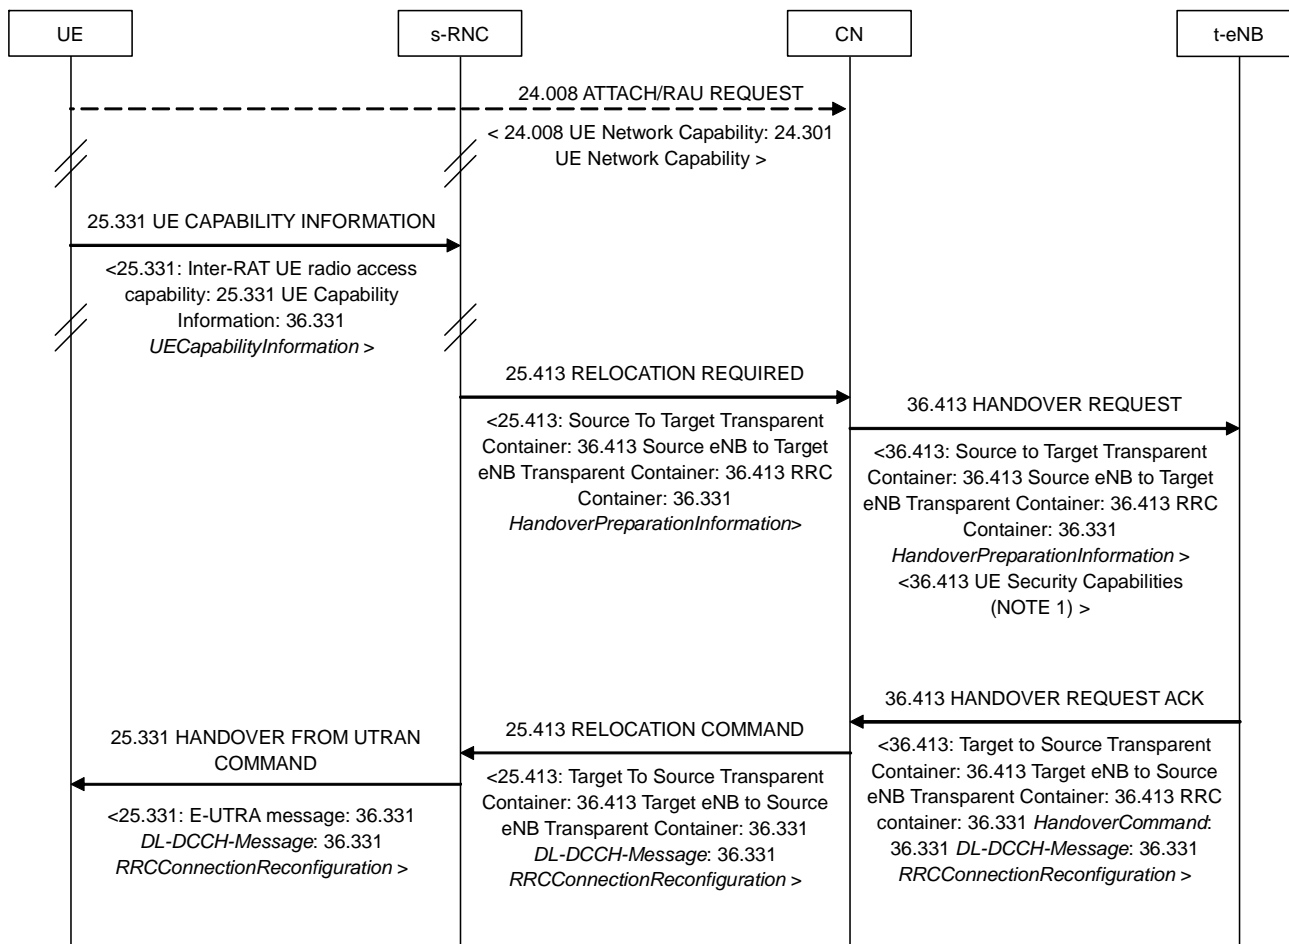 UE
s-RNC
CN
t-eNB
24.008 ATTACH/RAU REQUEST
< 24.008 UE Network Capability: 24.301
UE Network Capability >
25.331 UE CAPABILITY INFORMATION
<25.331: Inter-RAT UE radio access
capability: 25.331 UE Capability
Information: 36.331
UECapabilityInformation >
25.413 RELOCATION REQUIRED
<25.413: Source To Target Transparent
Container: 36.413 Source eNB to Target
eNB Transparent Container: 36.413 RRC
Container: 36.331
HandoverPreparationInformation>
36.413 HANDOVER REQUEST
<36.413: Source to Target Transparent
Container: 36.413 Source eNB to Target
eNB Transparent Container: 36.413 RRC
Container: 36.331
HandoverPreparationInformation >
<36.413 UE Security Capabilities
(NOTE 1) >
36.413 HANDOVER REQUEST ACK
<36.413: Target to Source Transparent
Container: 36.413 Target eNB to Source
eNB Transparent Container: 36.413 RRC
container: 36.331 HandoverCommand:
36.331 DL-DCCH-Message: 36.331
RRCConnectionReconfiguration >
25.413 RELOCATION COMMAND
<25.413: Target To Source Transparent
Container: 36.413 Target eNB to Source
eNB Transparent Container: 36.331
DL-DCCH-Message: 36.331
RRCConnectionReconfiguration >
25.331 HANDOVER FROM UTRAN
COMMAND
<25.331: E-UTRA message: 36.331
DL-DCCH-Message: 36.331
RRCConnectionReconfiguration >